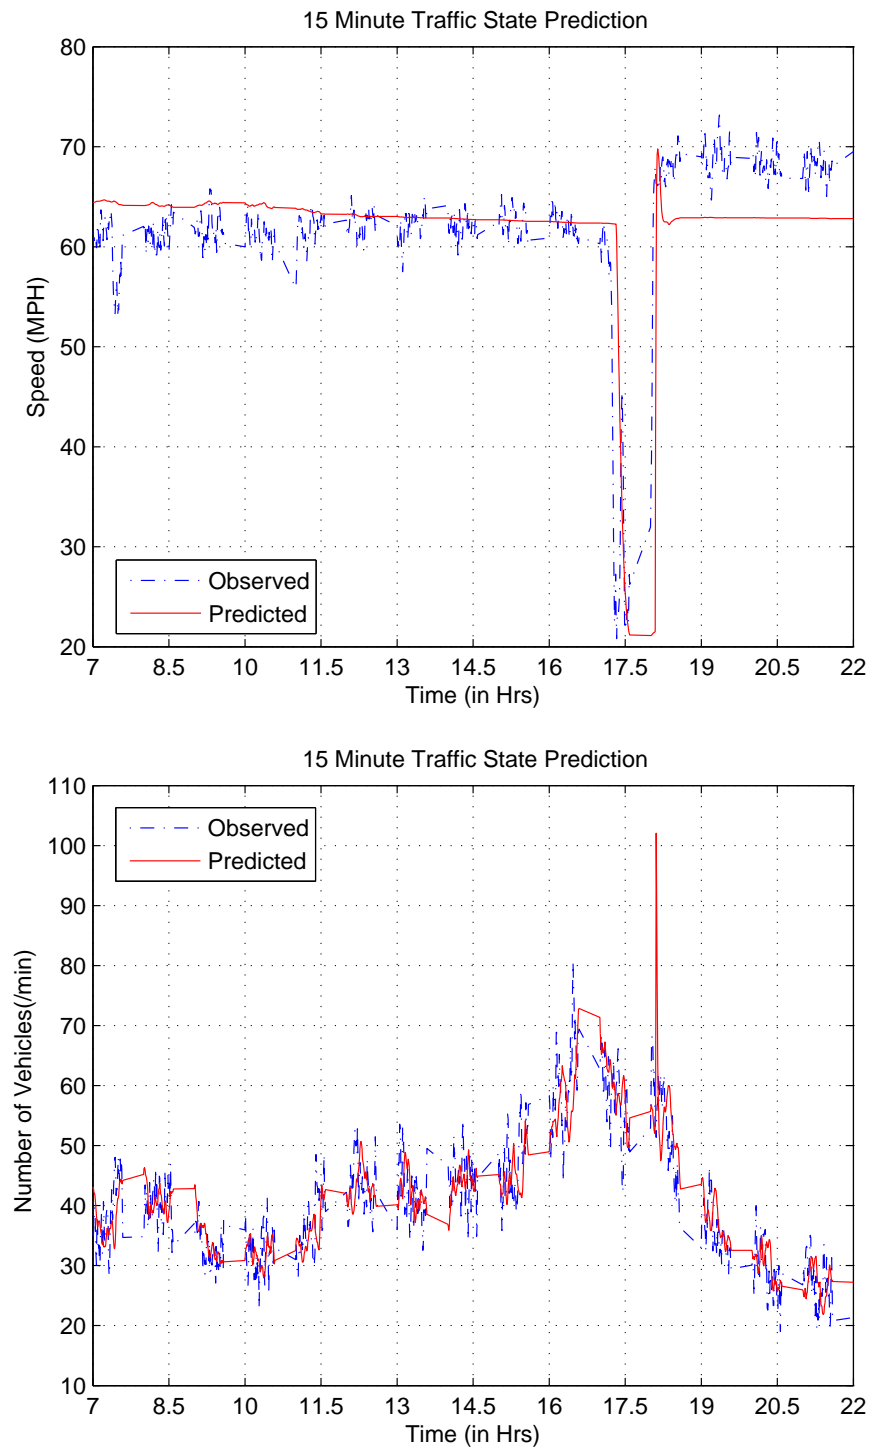 15 Minute Traffic State Prediction
80
70
60
50
40
30
20
Speed (MPH)
Observed
Predicted
7 8.5 10 11.5 13 14.5 16 17.5 19 20.5 22
Time (in Hrs)
15 Minute Traffic State Prediction
110
100
90
80
70
60
50
40
30
20
10
Number of Vehicles(/min)
Observed
Predicted
7 8.5 10 11.5 13 14.5 16 17.5 19 20.5 22
Time (in Hrs)